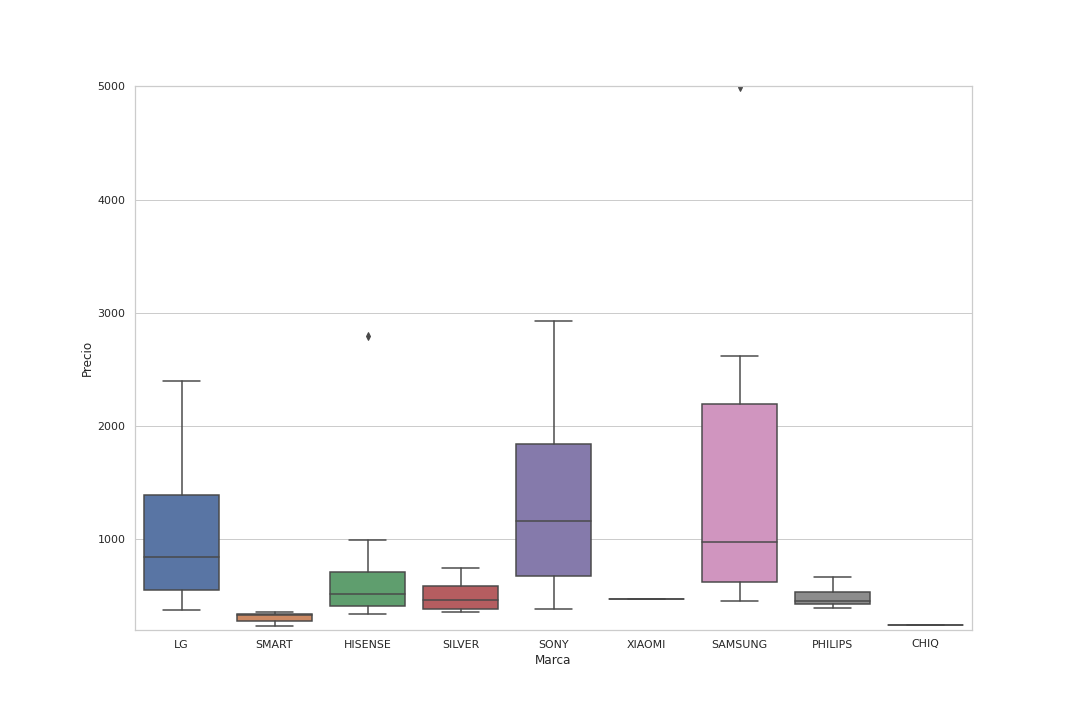 5000
4000
3000
2000
1000
Precio
LG SMART HISENSE SILVER SONY XIAOMI SAMSUNG PHILIPS CHIQ
Marca